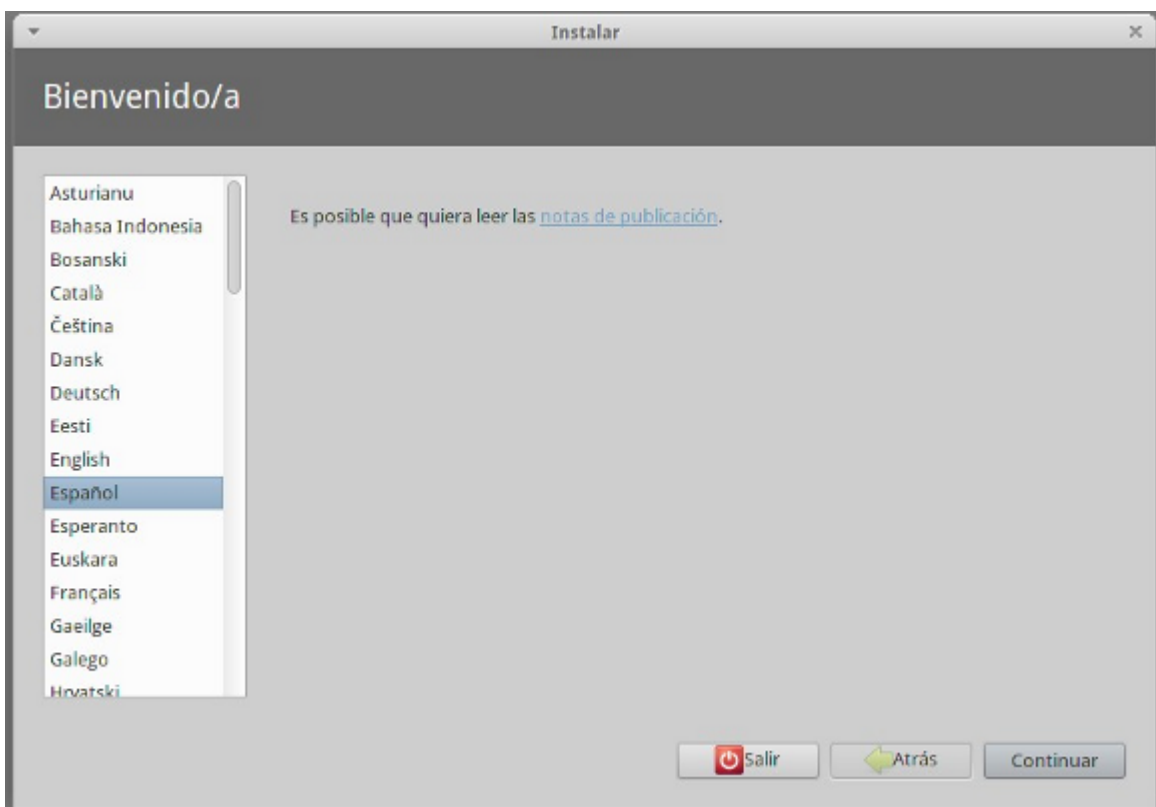 Instalar
Bienvenido/a
Asturianu
Bahasa Indonesia
Bosanski
Català
Čeština
Dansk
Deutsch
Eesti
English
Español
Esperanto
Euskara
Français
Gaeilge
Galego
Hrvatski
Es posible que quiera leer las notas de publicación.
Salir
Atrás
Continuar